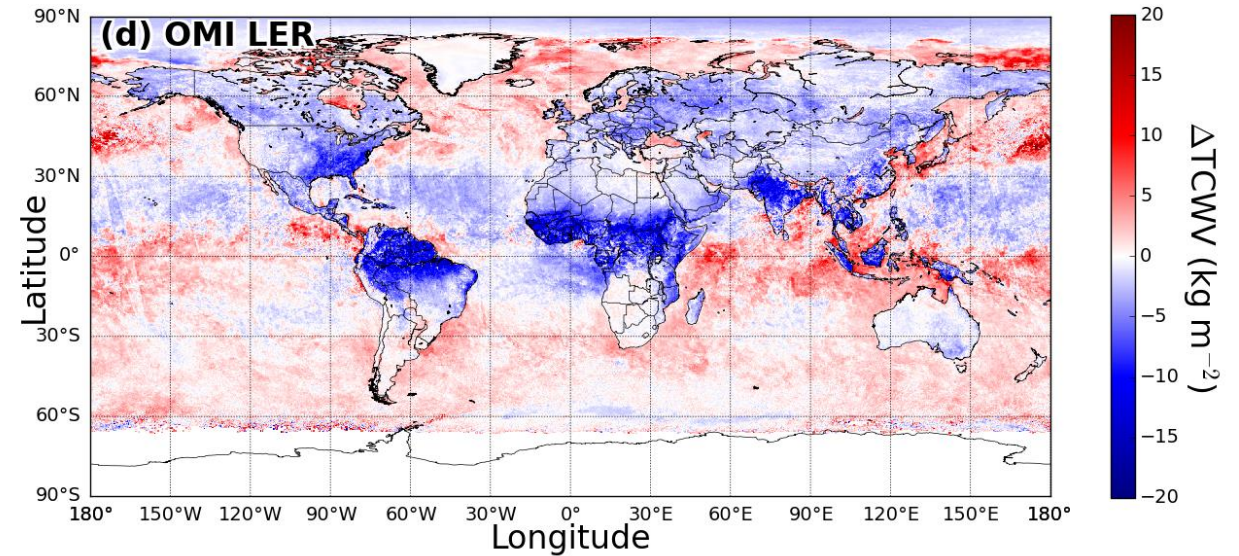 (d) OMI LER
90°N
60°N
30°N
0°
30°S
60°S
90°S
Latitude
180°
150°W
120°W
90°W
60°W
30°W
0°
30°E
60°E
90°E
120°E
150°E
180°
Longitude
20
15
10
5
0
−5
−10
−15
−20
ΔTCWV (kg m⁻²)